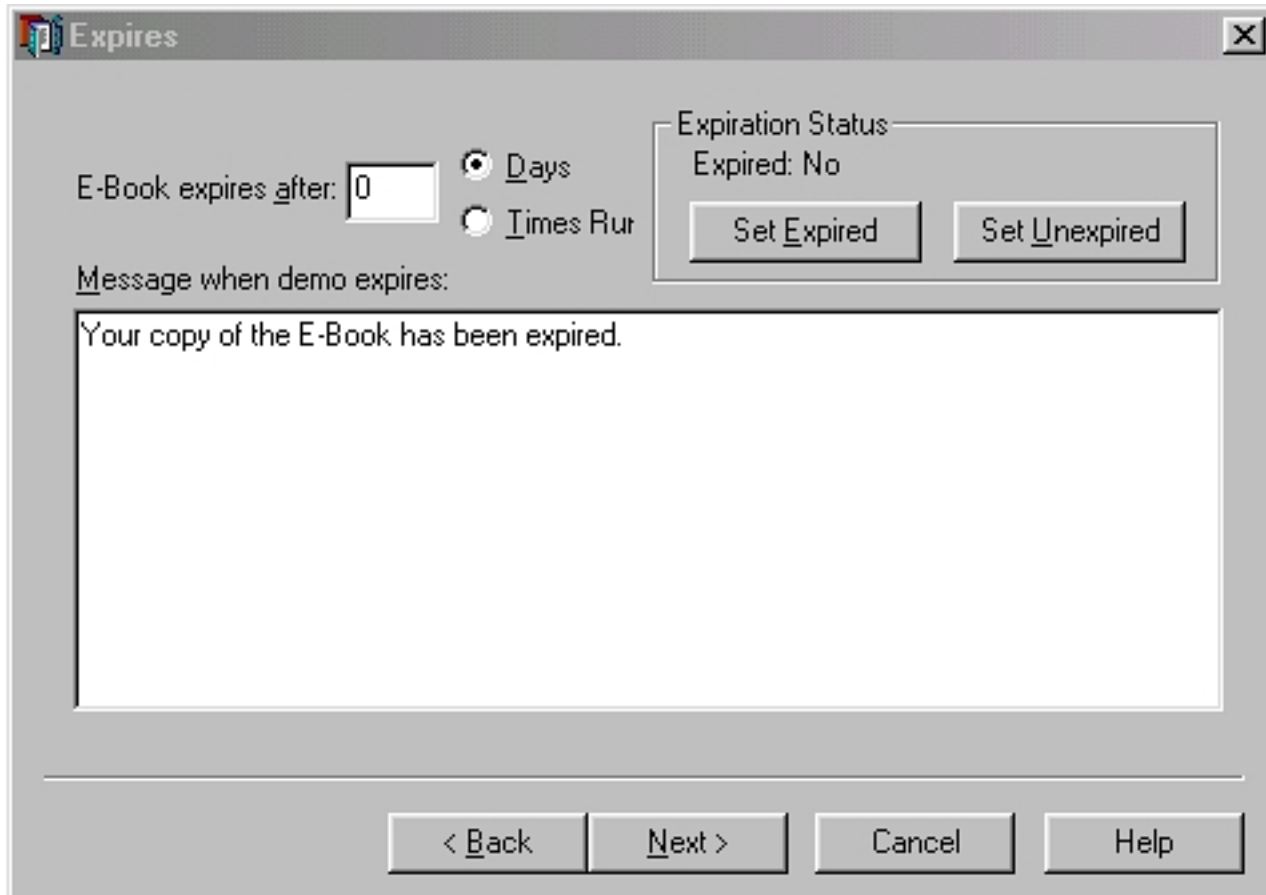 Expires
Expiration Status
Expired: No
E-Book expires after: 0
Days
Times Rur
Set Expired
Set Unexpired
Message when demo expires:
Your copy of the E-Book has been expired.
< Back
Next >
Cancel
Help